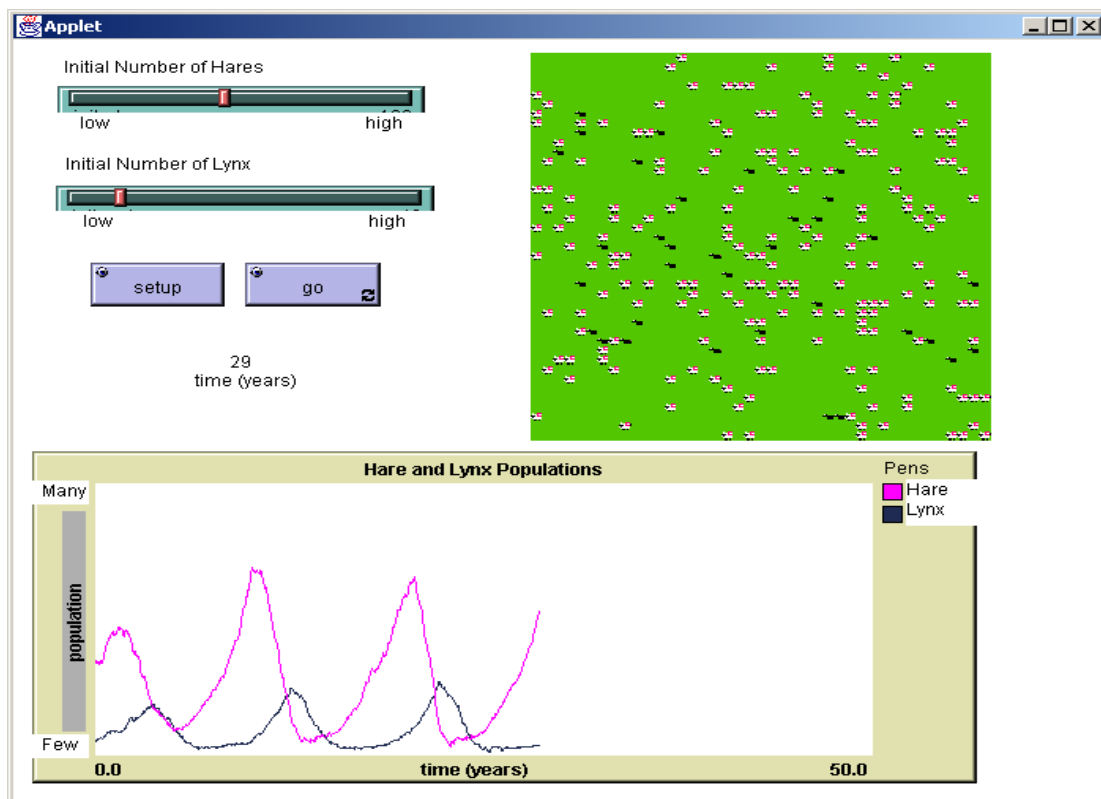 Applet
Initial Number of Hares
low high
Initial Number of Lynx
low high
setup go
29
time (years)
Hare and Lynx Populations
Pens
Many
Hare
Lynx
population
Few
0.0 time (years) 50.0